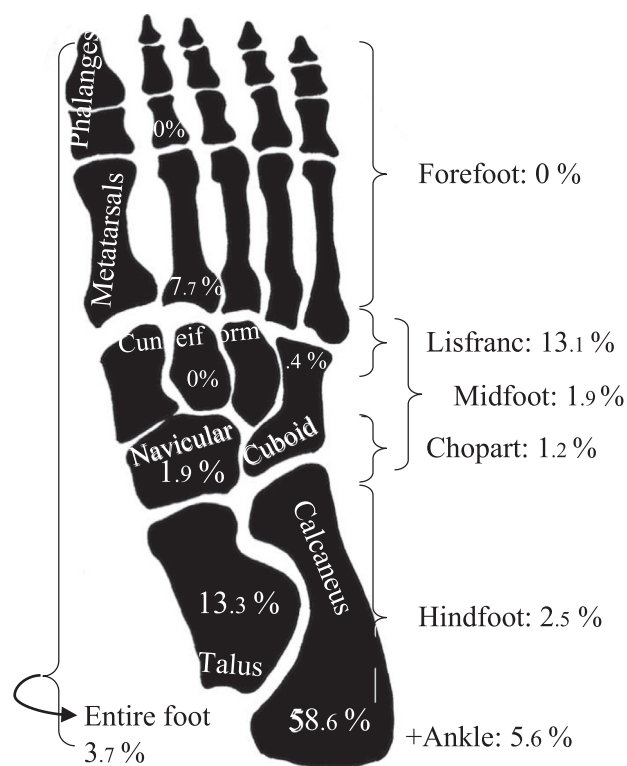 Phalanges
0%
Forefoot: 0 %
Metatarsals
7.7 %
Cuneiform
.4 %
Lisfranc: 13.1 %
0%
Midfoot: 1.9 %
Navicular
Cuboid
Chopart: 1.2 %
1.9 %
Calcaneus
13.3 %
Hindfoot: 2.5 %
Talus
58.6 %
Entire foot
3.7 %
+Ankle: 5.6 %